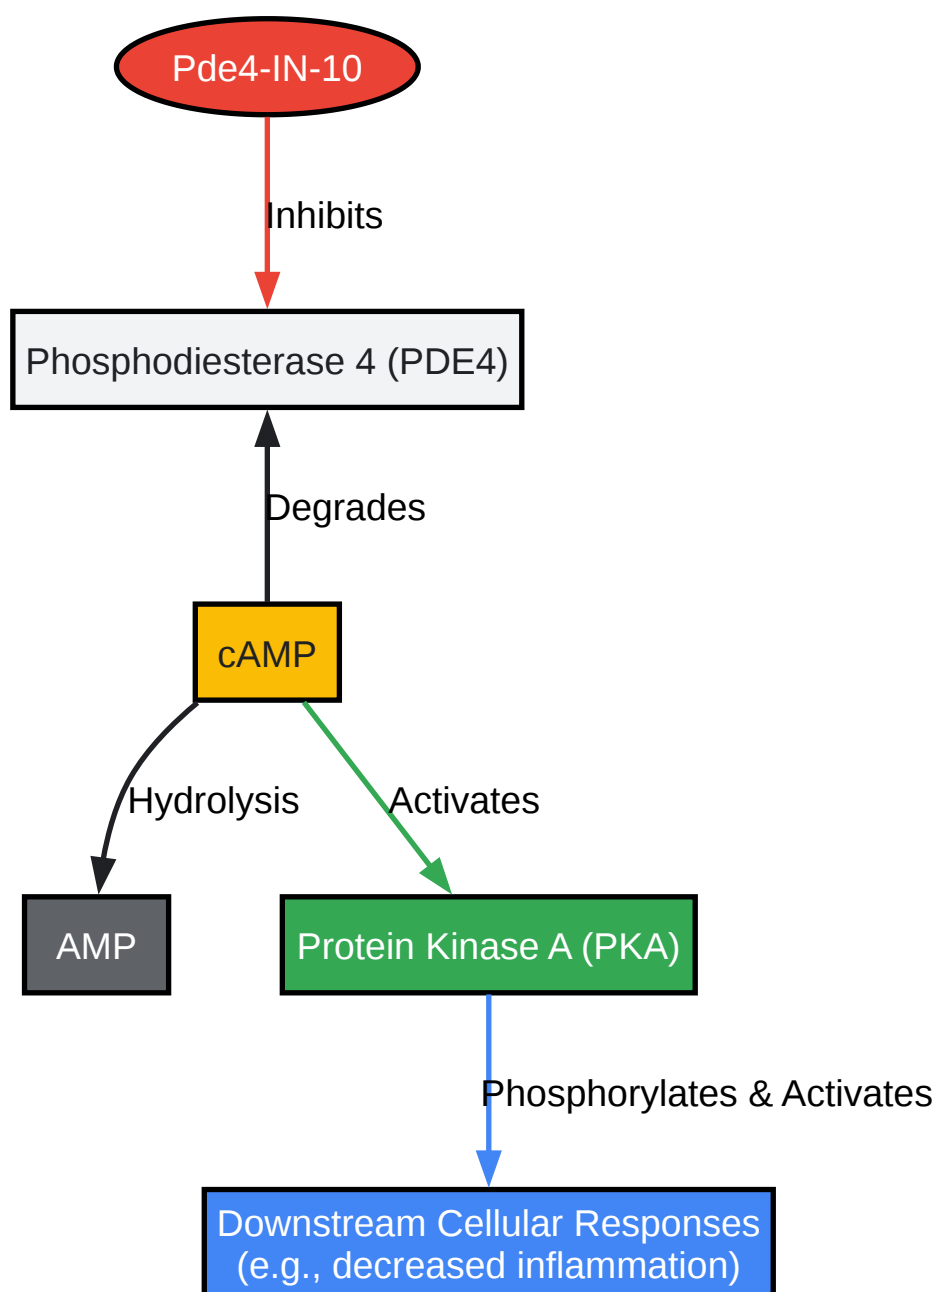 Pde4-IN-10
Inhibits
Phosphodiesterase 4 (PDE4)
Degrades
cAMP
Hydrolysis
Activates
AMP
Protein Kinase A (PKA)
Phosphorylates & Activates
Downstream Cellular Responses
(e.g., decreased inflammation)